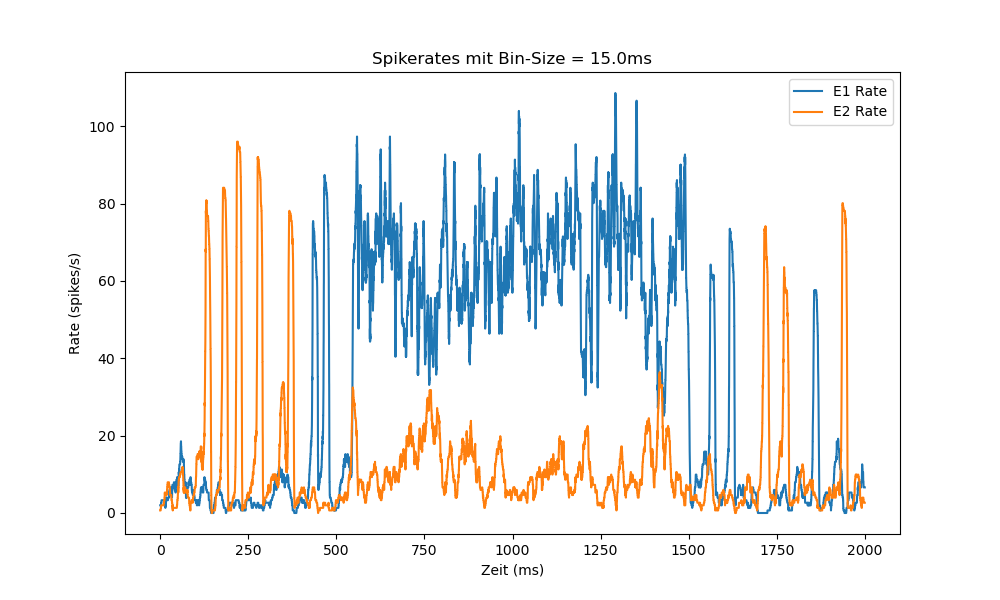 Spikerates mit Bin-Size = 15.0ms
E1 Rate
E2 Rate
100
80
60
40
20
0
Rate (spikes/s)
0 250 500 750 1000 1250 1500 1750 2000
Zeit (ms)